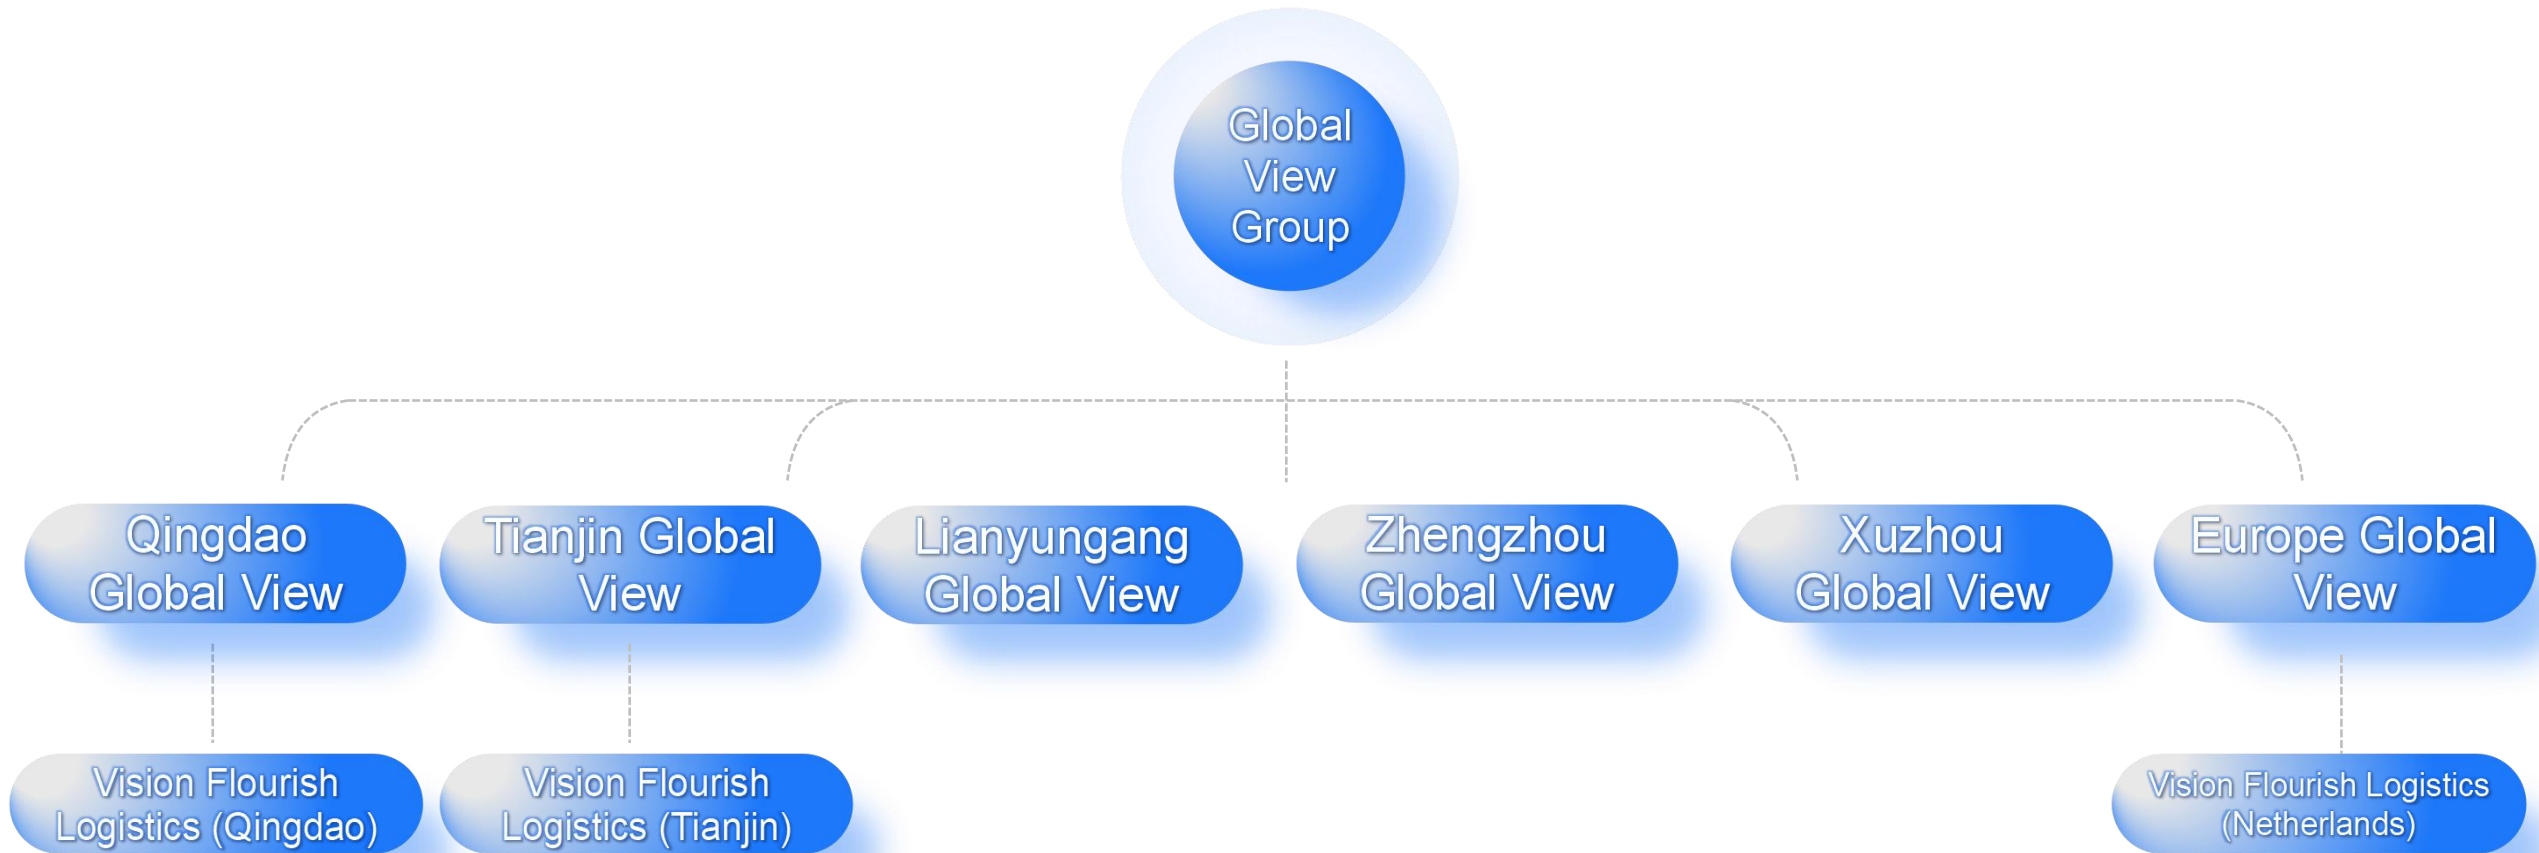 Global
View
Group
Qingdao
Global View
Tianjin Global
View
Lianyungang
Global View
Zhengzhou
Global View
Xuzhou
Global View
Europe Global
View
Vision Flourish
Logistics (Qingdao)
Vision Flourish
Logistics (Tianjin)
Vision Flourish Logistics
(Netherlands)